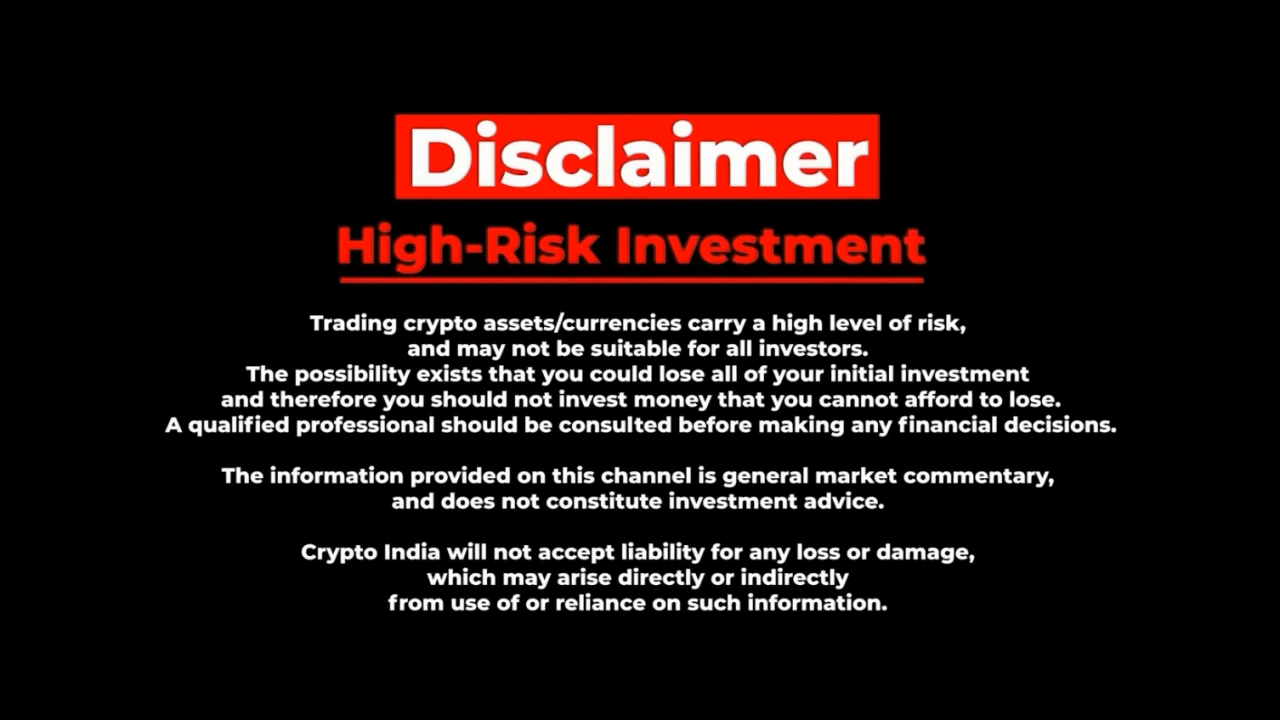 Disclaimer
High-Risk Investment
Trading crypto assets/currencies carry a high level of risk,
and may not be suitable for all investors.
The possibility exists that you could lose all of your initial investment
and therefore you should not invest money that you cannot afford to lose.
A qualified professional should be consulted before making any financial decisions.
The information provided on this channel is general market commentary,
and does not constitute investment advice.
Crypto India will not accept liability for any loss or damage,
which may arise directly or indirectly
from use of or reliance on such information.